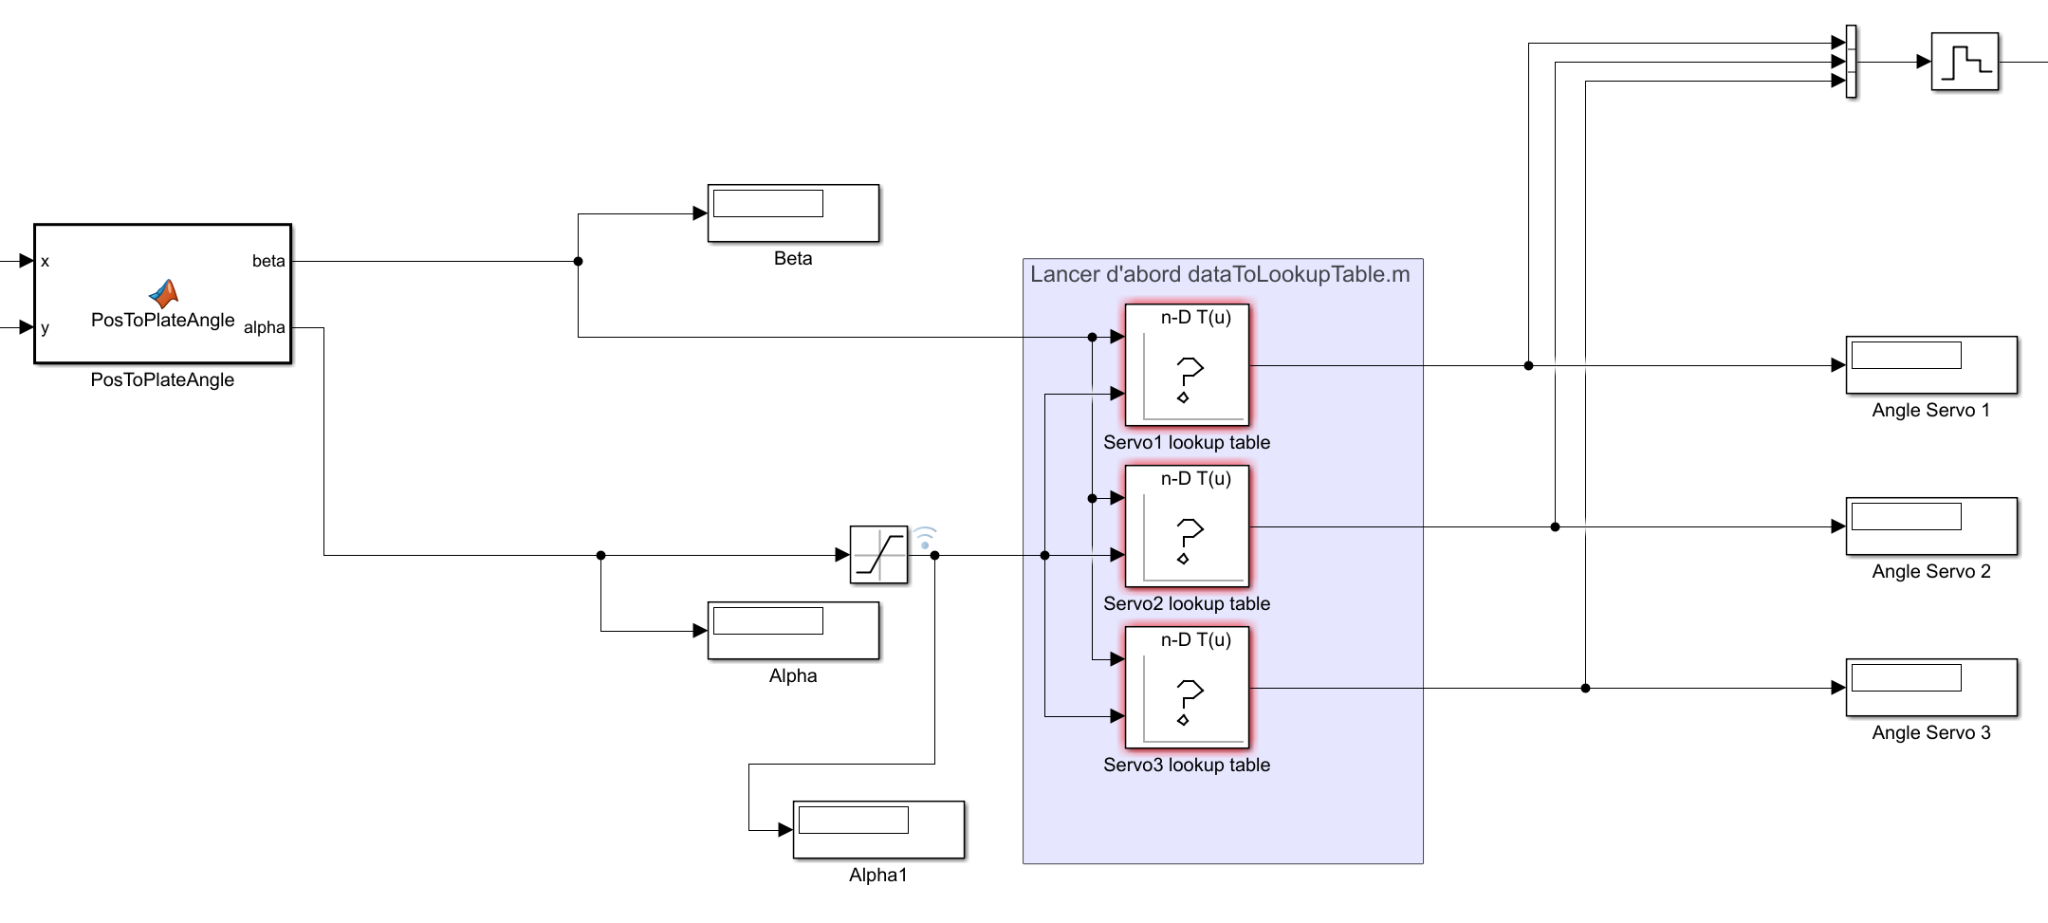 Beta
x
beta
PosToPlateAngle
y
alpha
PosToPlateAngle
Lancer d'abord dataToLookupTable.m
n-D T(u)
Servo1 lookup table
Angle Servo 1
n-D T(u)
Servo2 lookup table
Angle Servo 2
Alpha
n-D T(u)
Servo3 lookup table
Angle Servo 3
Alpha1